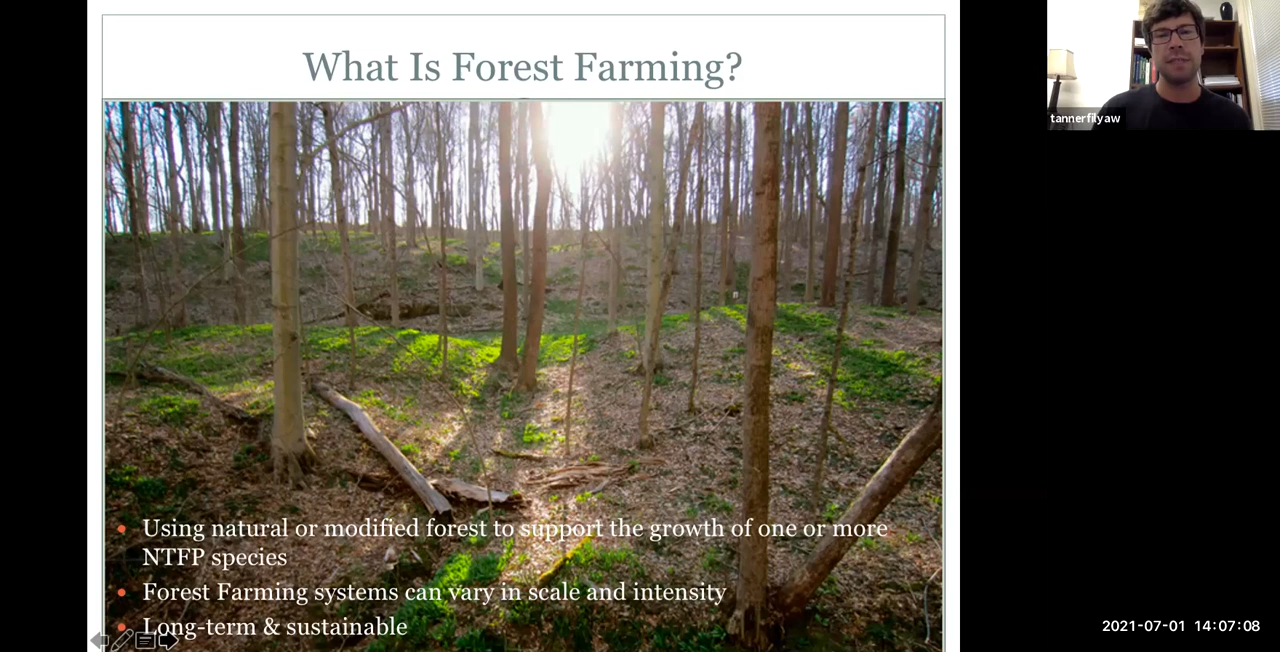 What Is Forest Farming?
tannerfilyaw
• Using natural or modified forest to support the growth of one or more
NTFP species
• Forest Farming systems can vary in scale and intensity
• Long-term & sustainable
2021-07-01 14:07:08